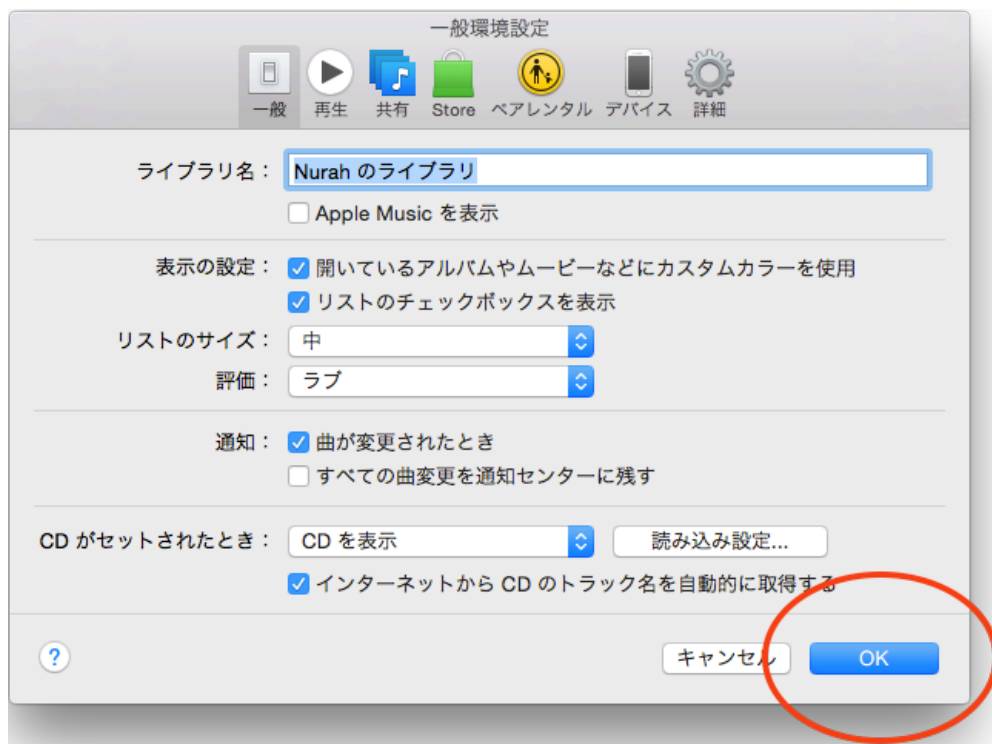 一般環境設定
一般 再生 共有 Store ペアレンタル デバイス 詳細
ライブラリ名： Nurah のライブラリ
Apple Music を表示
表示の設定： 開いているアルバムやムービーなどにカスタムカラーを使用
リストのチェックボックスを表示
リストのサイズ： 中
評価： ラブ
通知： 曲が変更されたとき
すべての曲変更を通知センターに残す
CD がセットされたとき： CD を表示 読み込み設定...
インターネットから CD のトラック名を自動的に取得する
? キャンセル OK